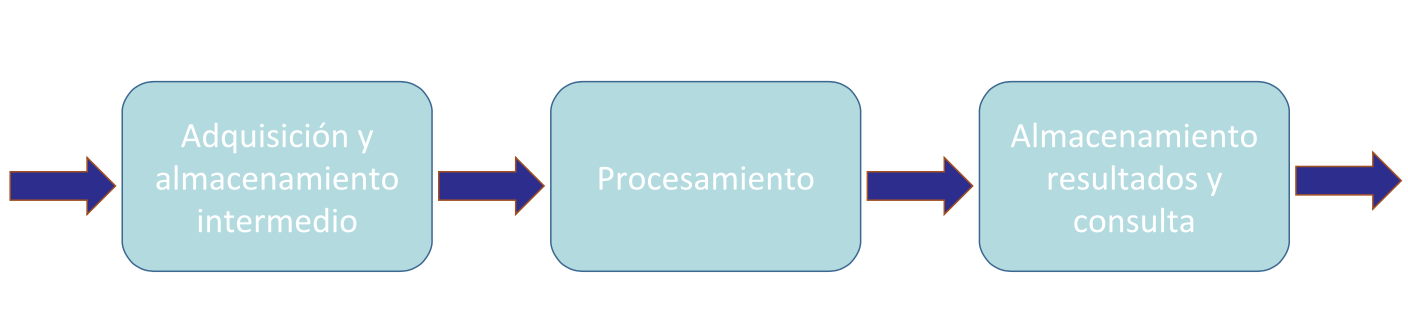 Adquisición y
almacenamiento
intermedio
Procesamiento
Almacenamiento
resultados y
consulta